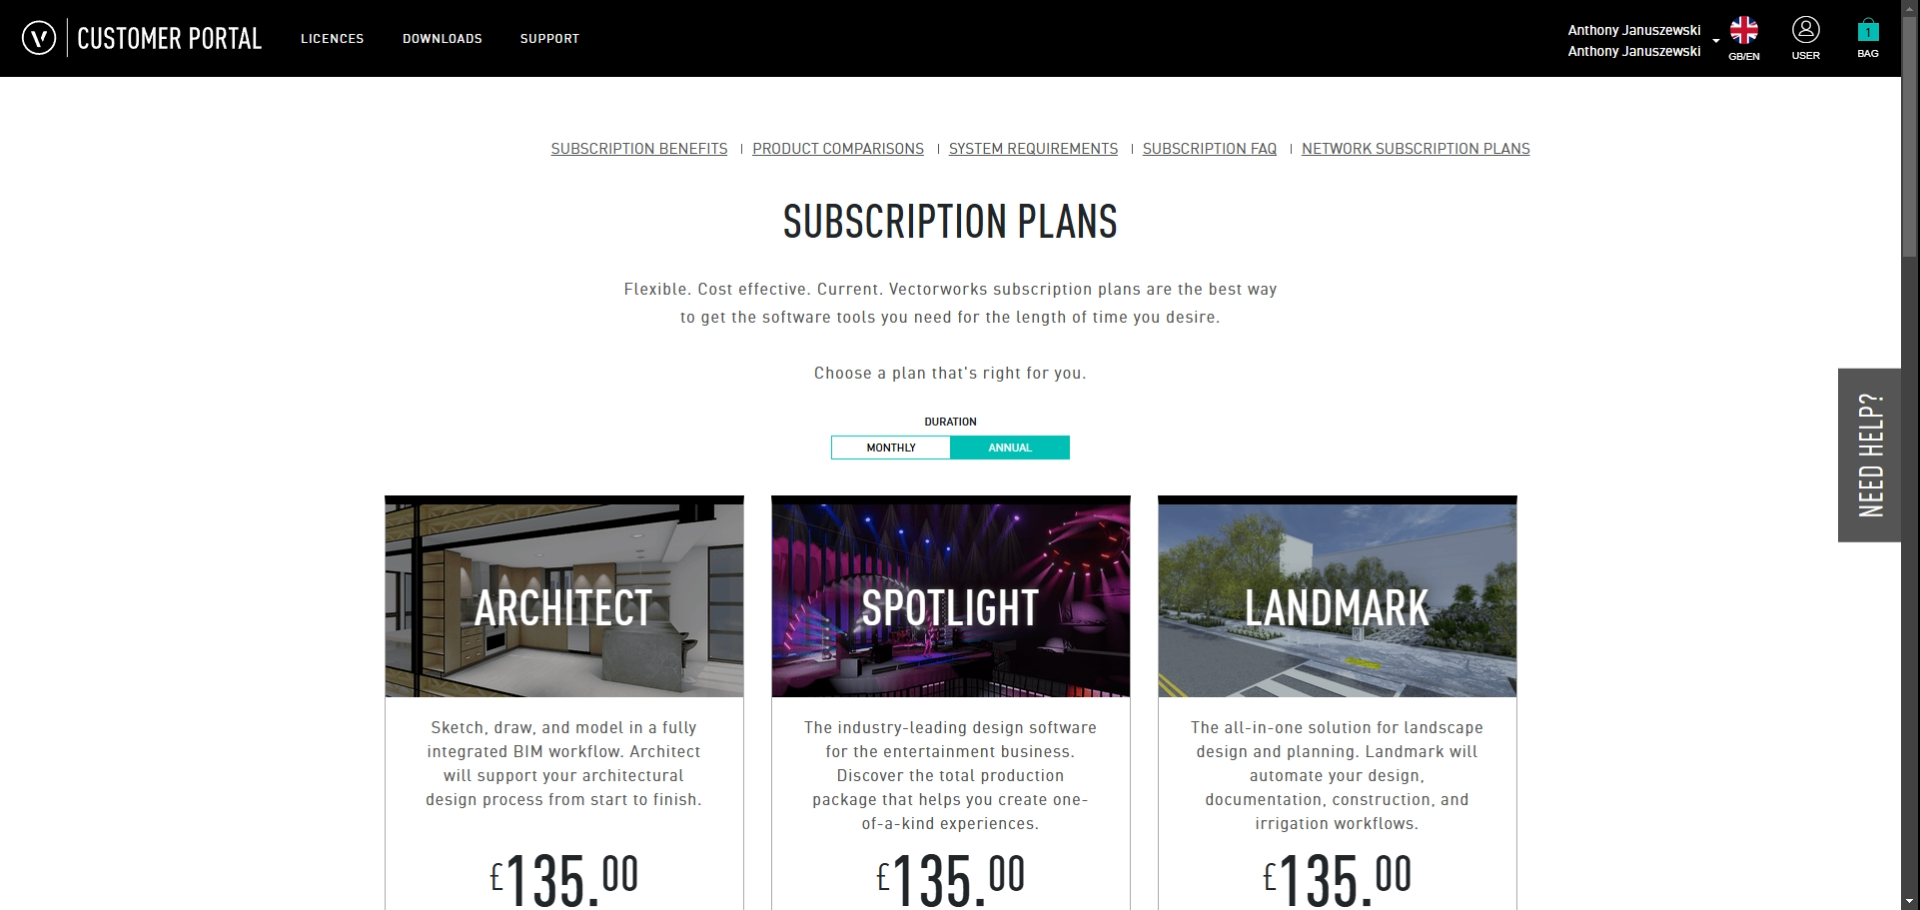 CUSTOMER PORTAL
LICENCES
DOWNLOADS
SUPPORT
Anthony Januszewski
Anthony Januszewski
GB/EN
USER
1
BAG
SUBSCRIPTION BENEFITS | PRODUCT COMPARISONS | SYSTEM REQUIREMENTS | SUBSCRIPTION FAQ | NETWORK SUBSCRIPTION PLANS
SUBSCRIPTION PLANS
Flexible. Cost effective. Current. Vectorworks subscription plans are the best way
to get the software tools you need for the length of time you desire.
Choose a plan that's right for you.
DURATION
MONTHLY
ANNUAL
NEED HELP?
ARCHITECT
Sketch, draw, and model in a fully
integrated BIM workflow. Architect
will support your architectural
design process from start to finish.
£135.00
SPOTLIGHT
The industry-leading design software
for the entertainment business.
Discover the total production
package that helps you create one-
of-a-kind experiences.
£135.00
LANDMARK
The all-in-one solution for landscape
design and planning. Landmark will
automate your design,
documentation, construction, and
irrigation workflows.
£135.00